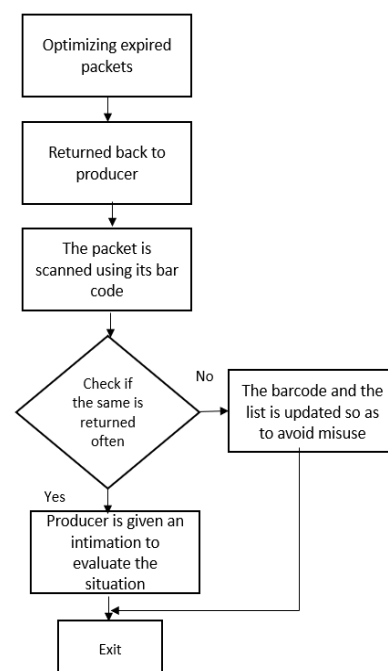 Optimizing expired
packets
Returned back to
producer
The packet is
scanned using its bar
code
Check if
the same is
returned
often
No
The barcode and the
list is updated so as
to avoid misuse
Yes
Producer is given an
intimation to
evaluate the
situation
Exit